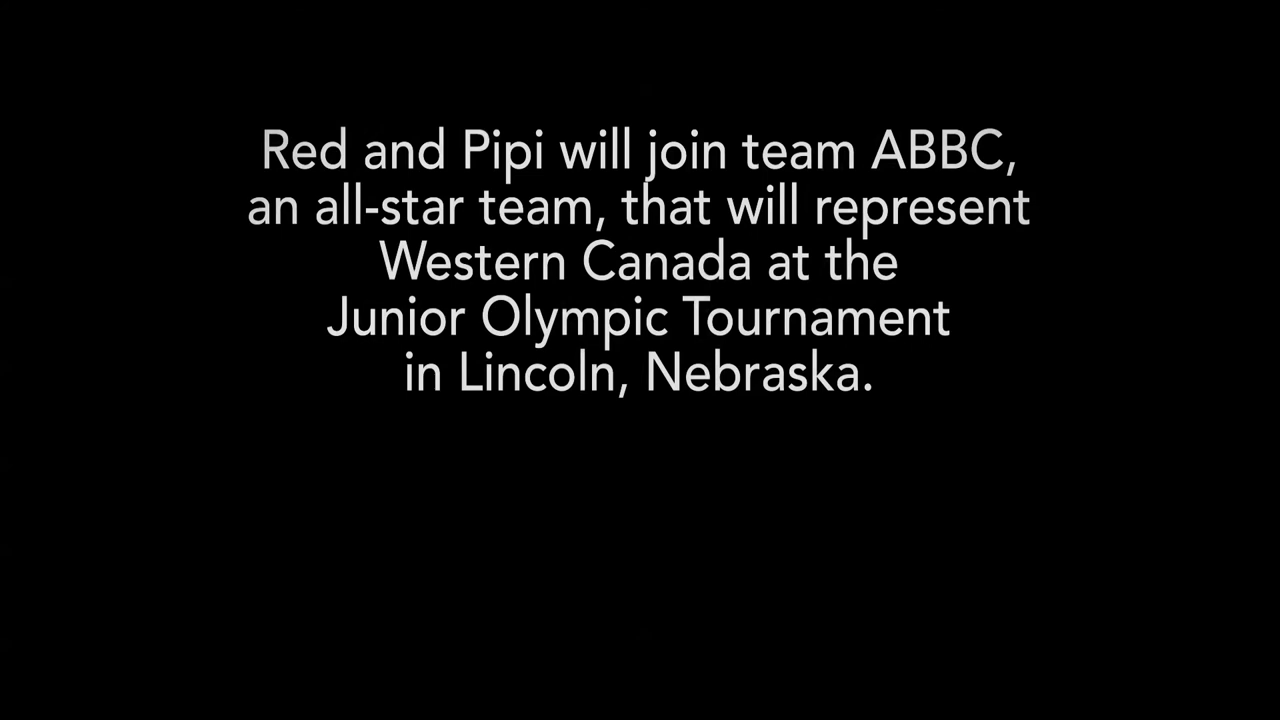 Red and Pipi will join team ABBC,
an all-star team, that will represent
Western Canada at the
Junior Olympic Tournament
in Lincoln, Nebraska.